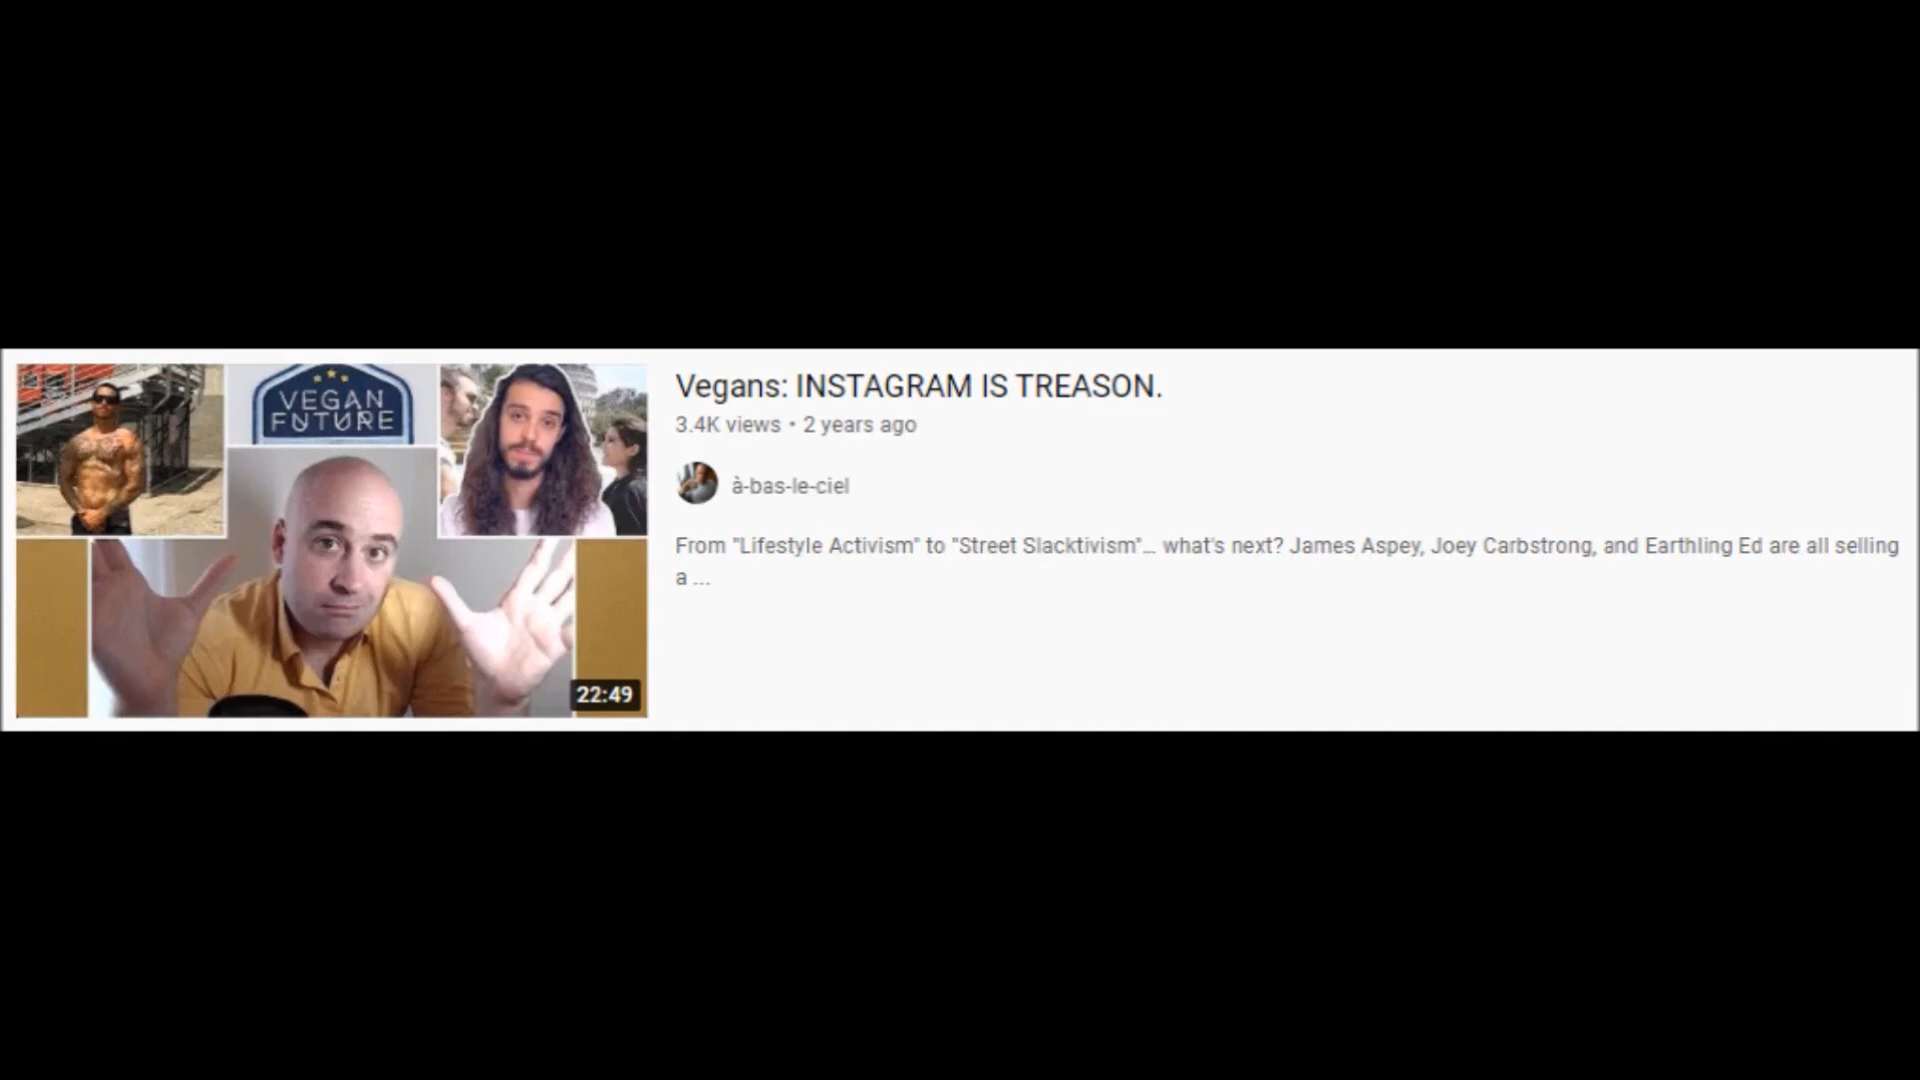 VEGAN
FUTURE
22:49
Vegans: INSTAGRAM IS TREASON.
3.4K views • 2 years ago
à-bas-le-ciel
From "Lifestyle Activism" to "Street Slacktivism"... what's next? James Aspey, Joey Carbstrong, and Earthling Ed are all selling
a ...